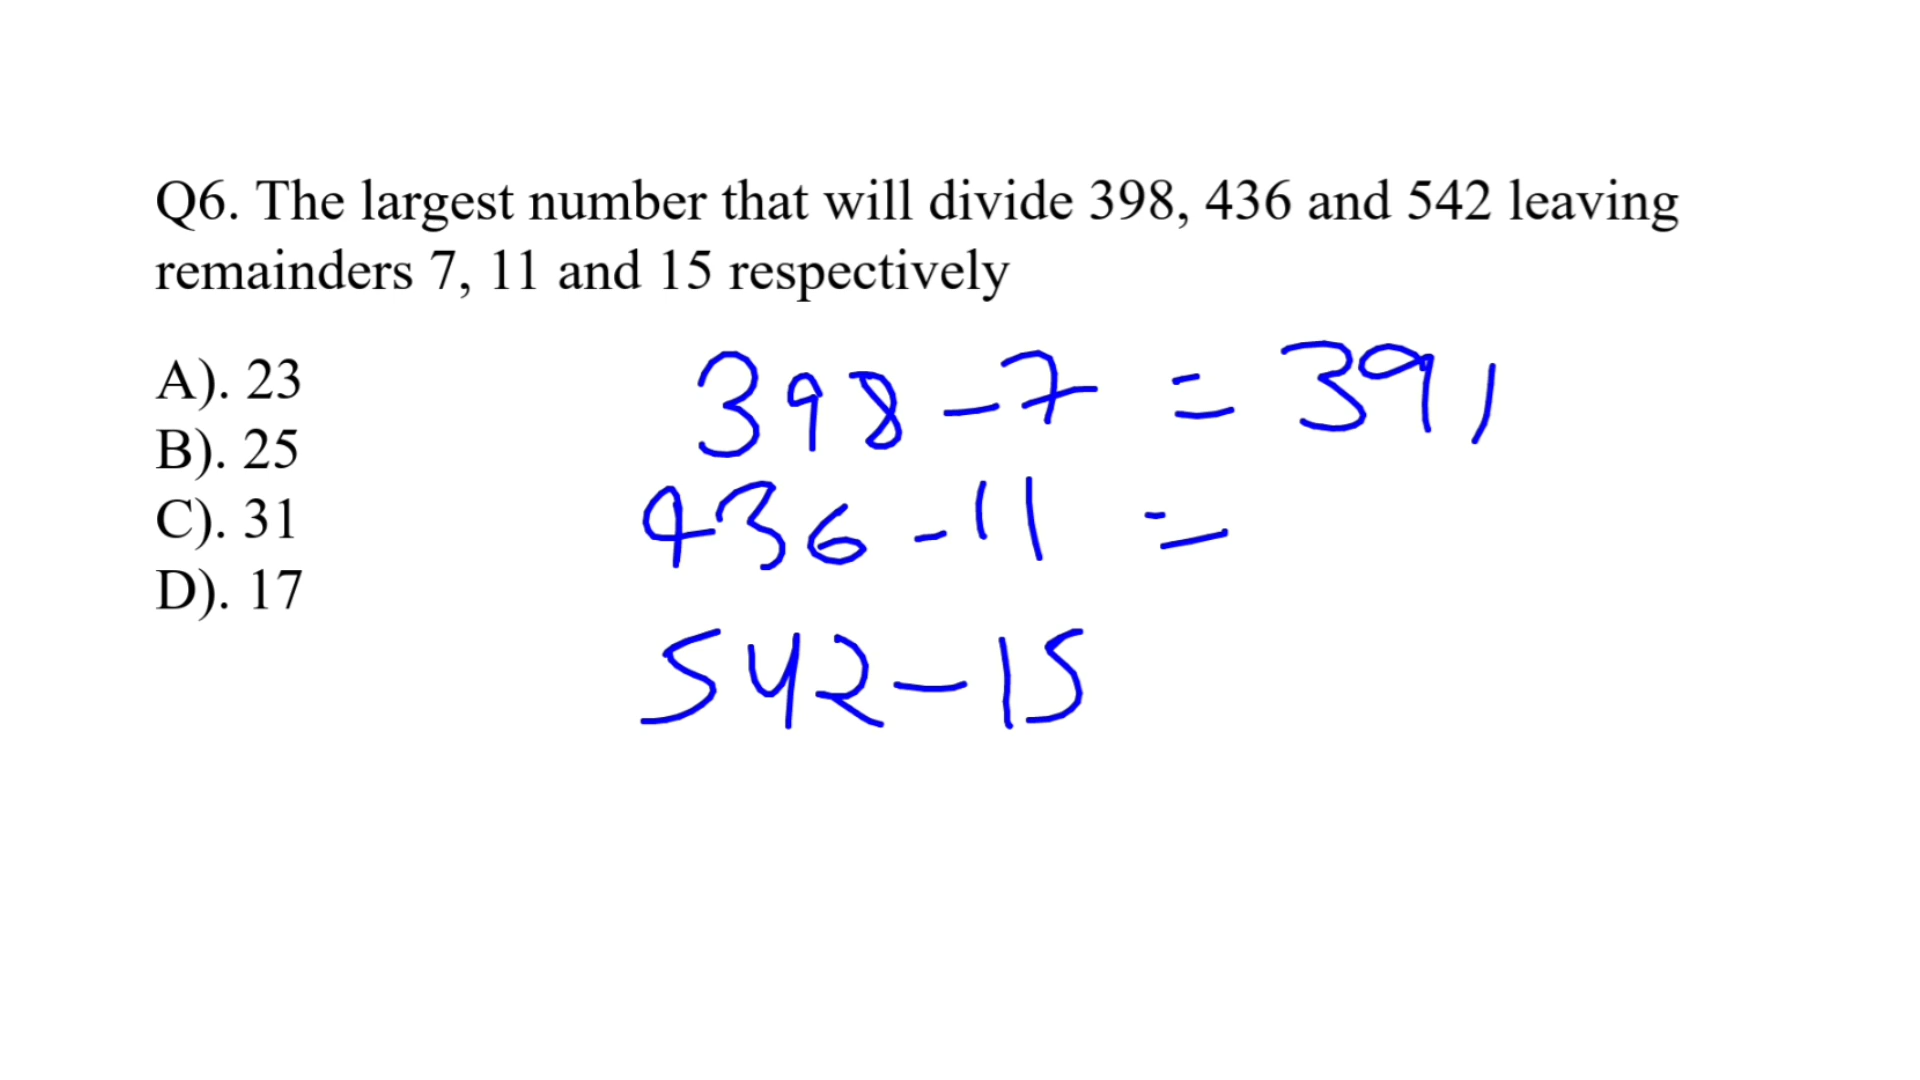 Q6. The largest number that will divide 398, 436 and 542 leaving
remainders 7, 11 and 15 respectively
A). 23
B). 25
C). 31
D). 17
398-7 = 391
436-11 =
542-15